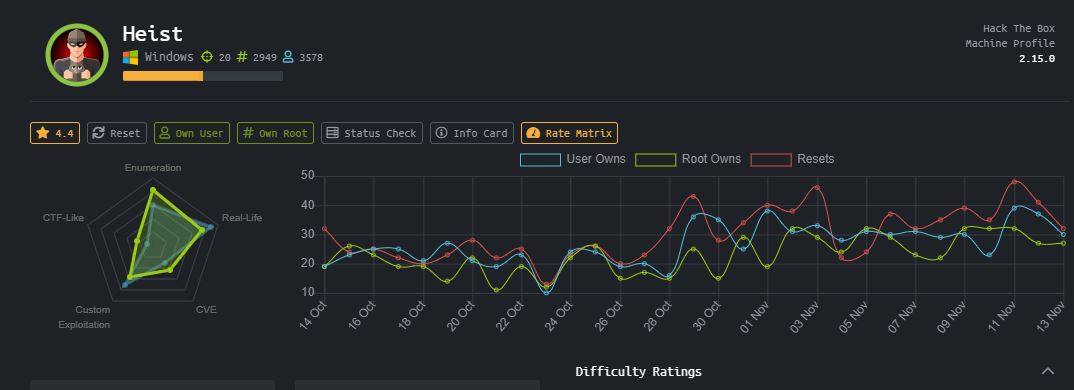 Heist
Windows 20 # 2949 3578
Hack The Box
Machine Profile
2.15.0
4.4 Reset Own User # Own Root Status Check Info Card Rate Matrix
User Owns Root Owns Resets
Enumeration
CTF-Like
Real-Life
Custom
Exploitation
CVE
50
40
30
20
10
14 Oct 16 Oct 18 Oct 20 Oct 22 Oct 24 Oct 26 Oct 28 Oct 30 Oct 01 Nov 03 Nov 05 Nov 07 Nov 09 Nov 11 Nov 13 Nov
Difficulty Ratings